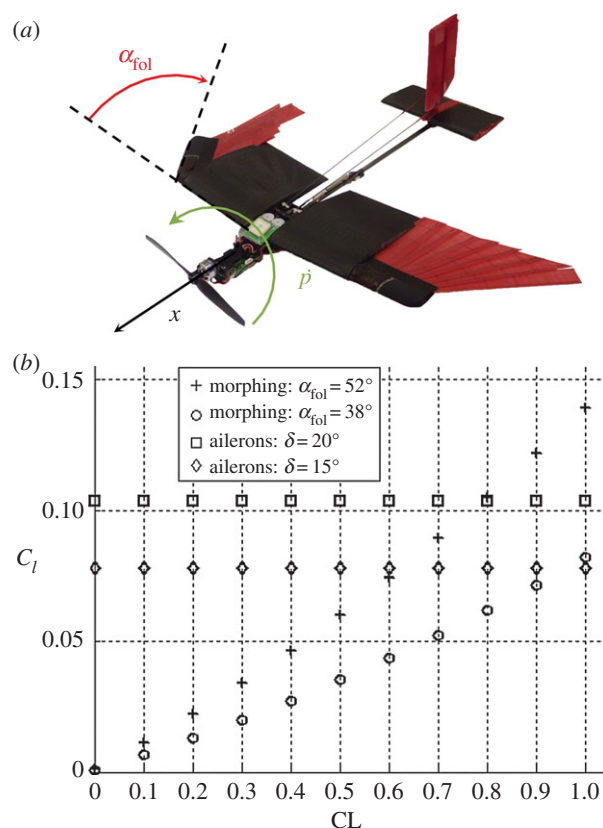 (a)
α_fol
ṗ
x
(b)
0.15
+ morphing: α_fol = 52°
morphing: α_fol = 38°
ailerons: δ = 20°
ailerons: δ = 15°
0.10
C_l
0.05
0
0 0.1 0.2 0.3 0.4 0.5 0.6 0.7 0.8 0.9 1.0
CL